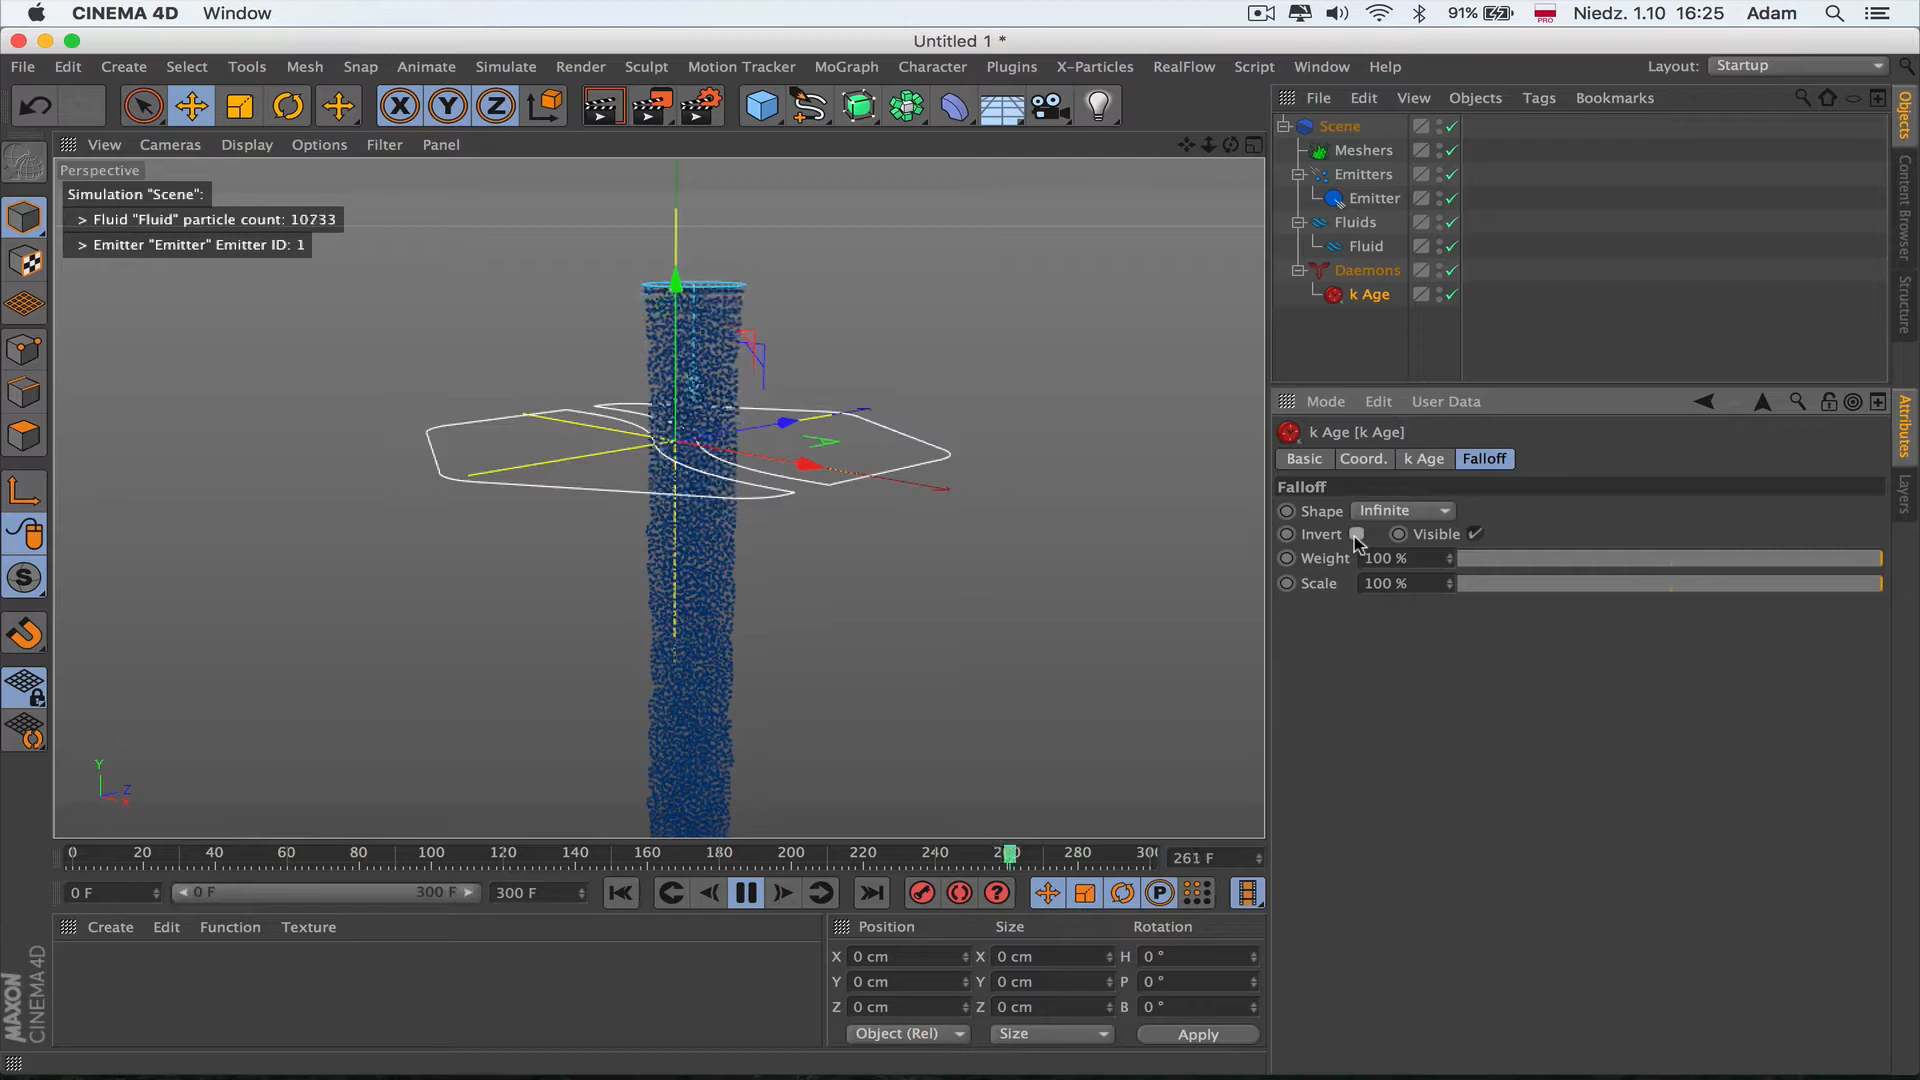 CINEMA 4D Window 91% PRO Niedz. 1.10 16:25 Adam
Untitled 1 *
File Edit Create Select Tools Mesh Snap Animate Simulate Render Sculpt Motion Tracker MoGraph Character Plugins X-Particles RealFlow Script Window Help Layout: Startup
X Y Z
File Edit View Objects Tags Bookmarks
View Cameras Display Options Filter Panel
Perspective
Simulation "Scene":
> Fluid "Fluid" particle count: 10733
> Emitter "Emitter" Emitter ID: 1
Scene
Meshers
Emitters
Emitter
Fluids
Fluid
Daemons
k Age
Objects
Content Browser
Structure
Mode Edit User Data
k Age [k Age]
Basic Coord. k Age Falloff
Falloff
Shape Infinite
Invert Visible
Weight 100 %
Scale 100 %
Attributes
Layers
S
Y
Z
X
0 20 40 60 80 100 120 140 160 180 200 220 240 260 280 300 261 F
0 F 0 F 300 F 300 F P
Create Edit Function Texture
Position Size Rotation
X 0 cm X 0 cm H 0 °
Y 0 cm Y 0 cm P 0 °
Z 0 cm Z 0 cm B 0 °
Object (Rel) Size Apply
MAXON
CINEMA 4D